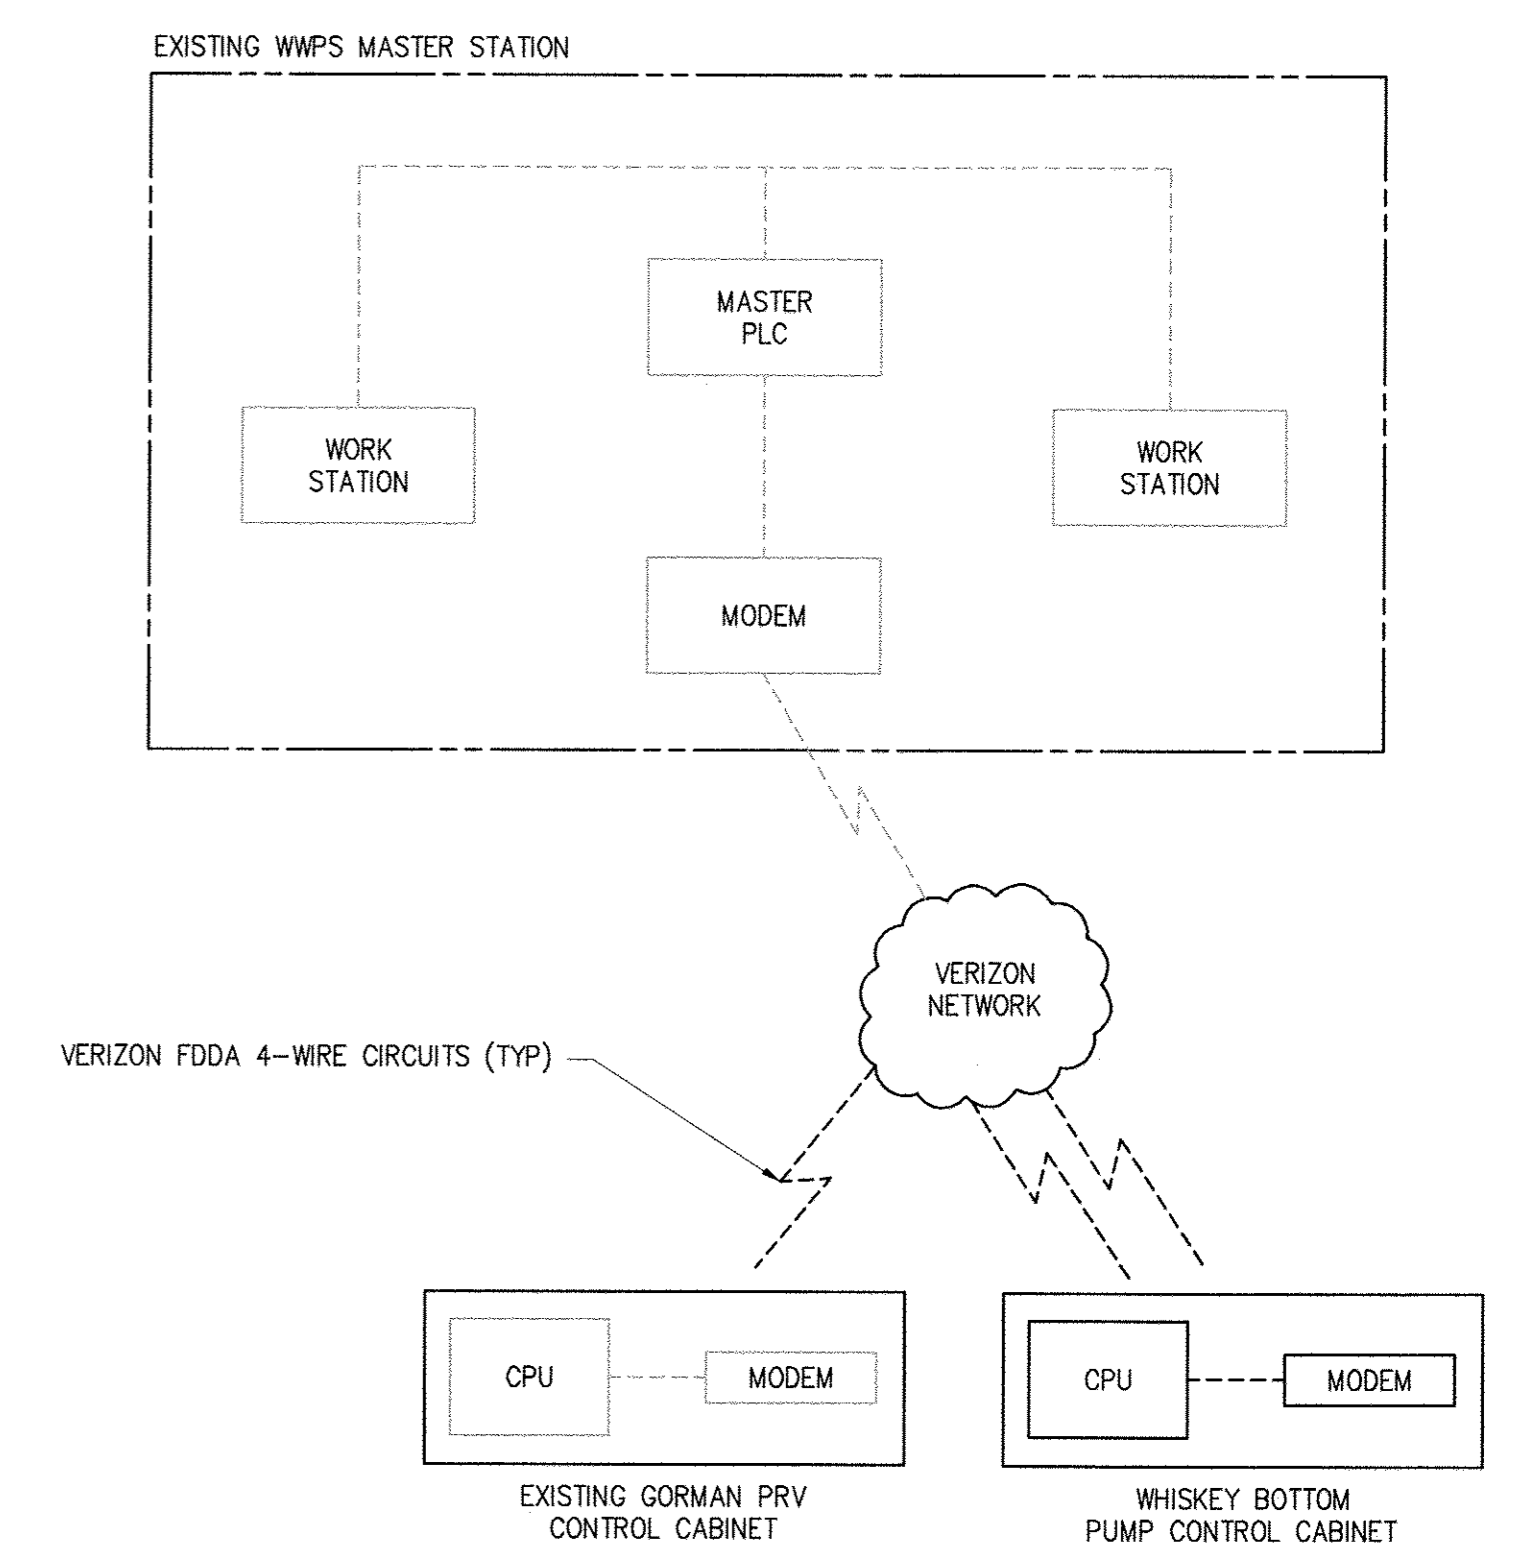 EXISTING WWPS MASTER STATION
MASTER
PLC
WORK
STATION
WORK
STATION
MODEM
VERIZON
NETWORK
VERIZON FDDA 4-WIRE CIRCUITS (TYP)
CPU
MODEM
CPU
MODEM
EXISTING GORMAN PRV
CONTROL CABINET
WHISKEY BOTTOM
PUMP CONTROL CABINET